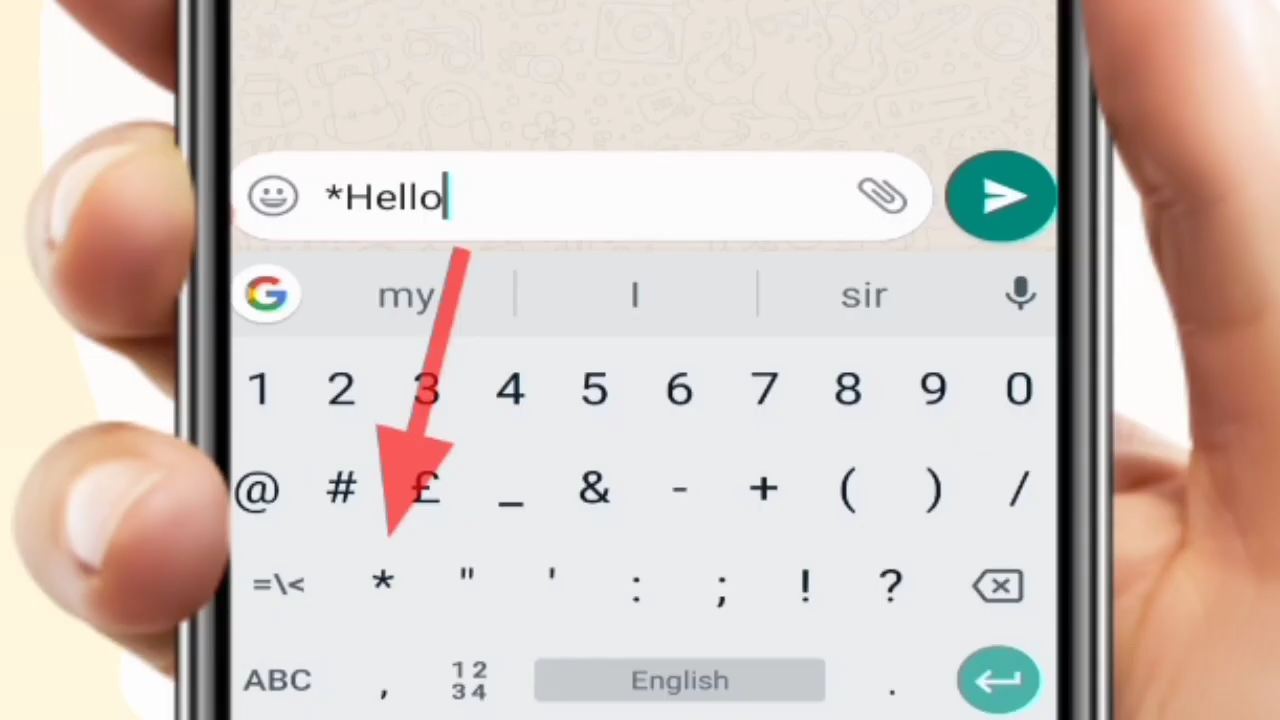 *Hello
my I sir
1 2 3 4 5 6 7 8 9 0
@ # £ _ & - + ( ) /
=\< * " ' : ; ! ?
ABC , 12 34 English .